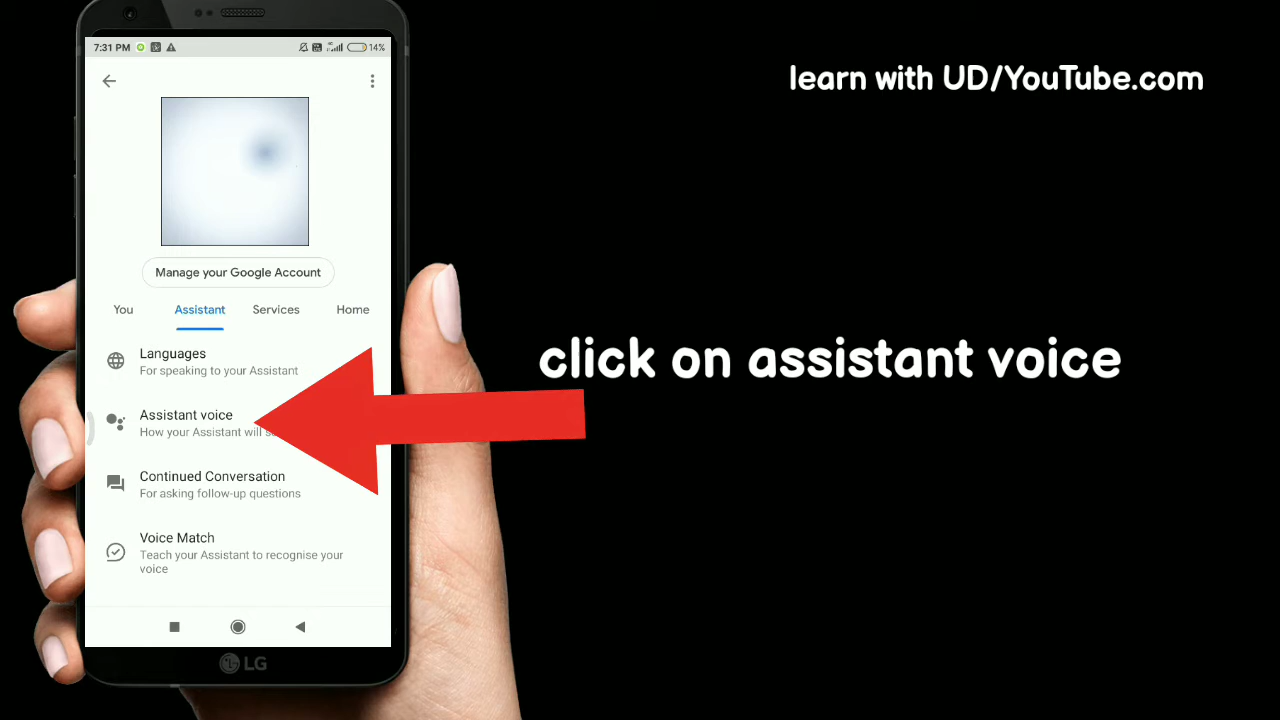 7:31 PM
14%
learn with UD/YouTube.com
Manage your Google Account
You Assistant Services Home
Languages
For speaking to your Assistant
click on assistant voice
Assistant voice
How your Assistant will
Continued Conversation
For asking follow-up questions
Voice Match
Teach your Assistant to recognise your
voice
LG